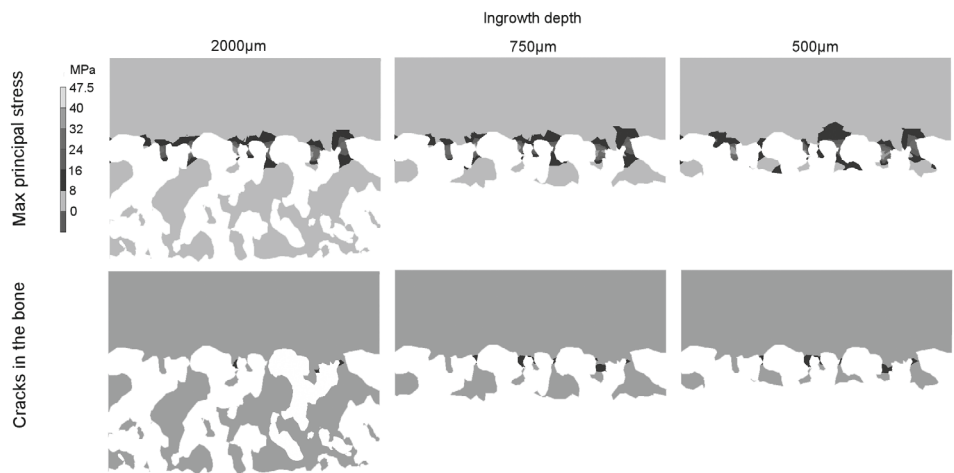 Ingrowth depth
2000µm
750µm
500µm
Max principal stress
MPa
47.5
40
32
24
16
8
0
Cracks in the bone